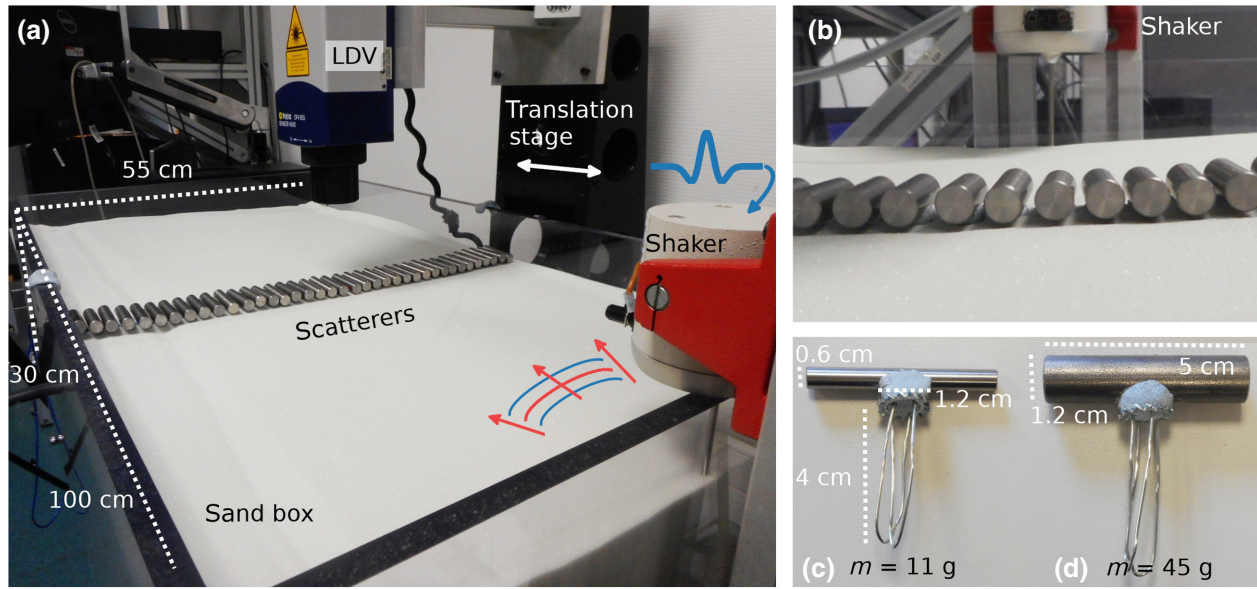 (a)
LDV
Translation
stage
55 cm
Shaker
Scatterers
30 cm
100 cm
Sand box
(b)
Shaker
0.6 cm
1.2 cm
4 cm
(c)
m = 11 g
5 cm
1.2 cm
(d)
m = 45 g